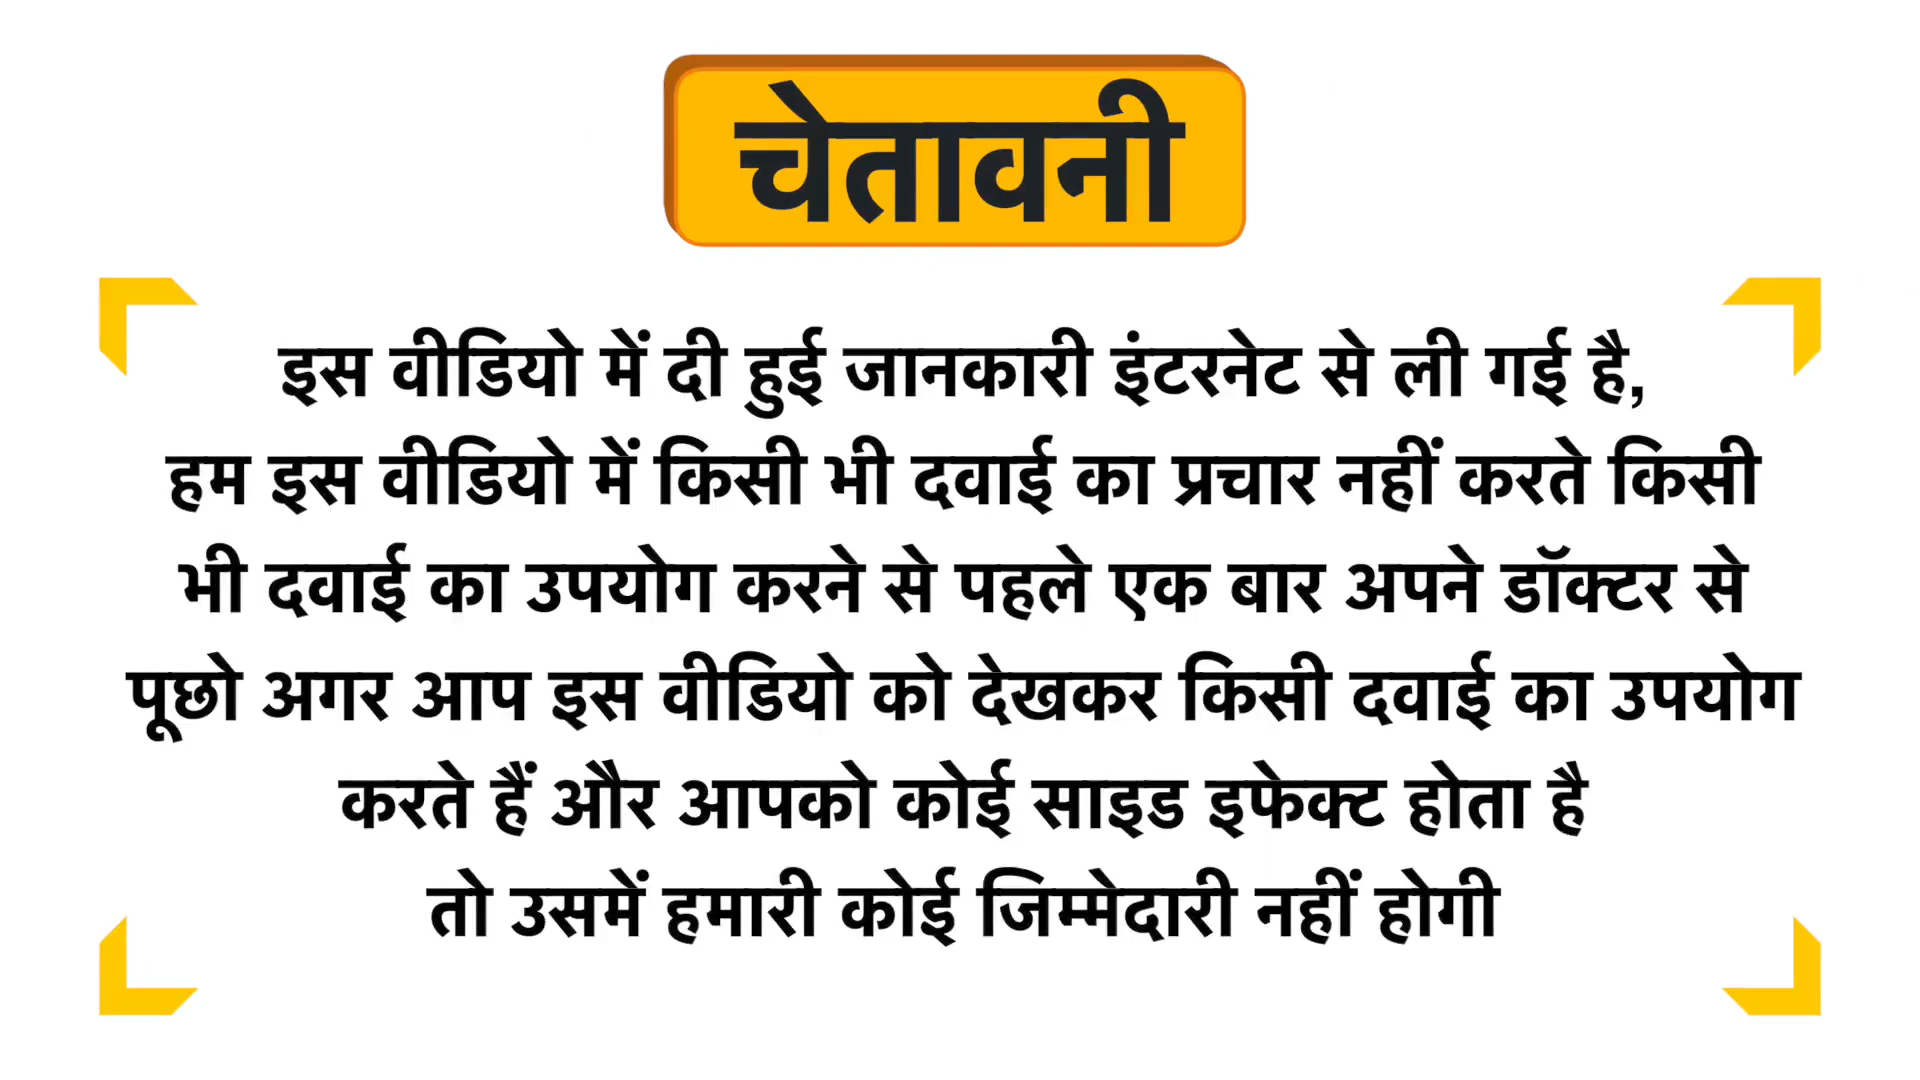 चेतावनी
इस वीडियो में दी हुई जानकारी इंटरनेट से ली गई है,
हम इस वीडियो में किसी भी दवाई का प्रचार नहीं करते किसी
भी दवाई का उपयोग करने से पहले एक बार अपने डॉक्टर से
पूछो अगर आप इस वीडियो को देखकर किसी दवाई का उपयोग
करते हैं और आपको कोई साइड इफेक्ट होता है
तो उसमें हमारी कोई जिम्मेदारी नहीं होगी